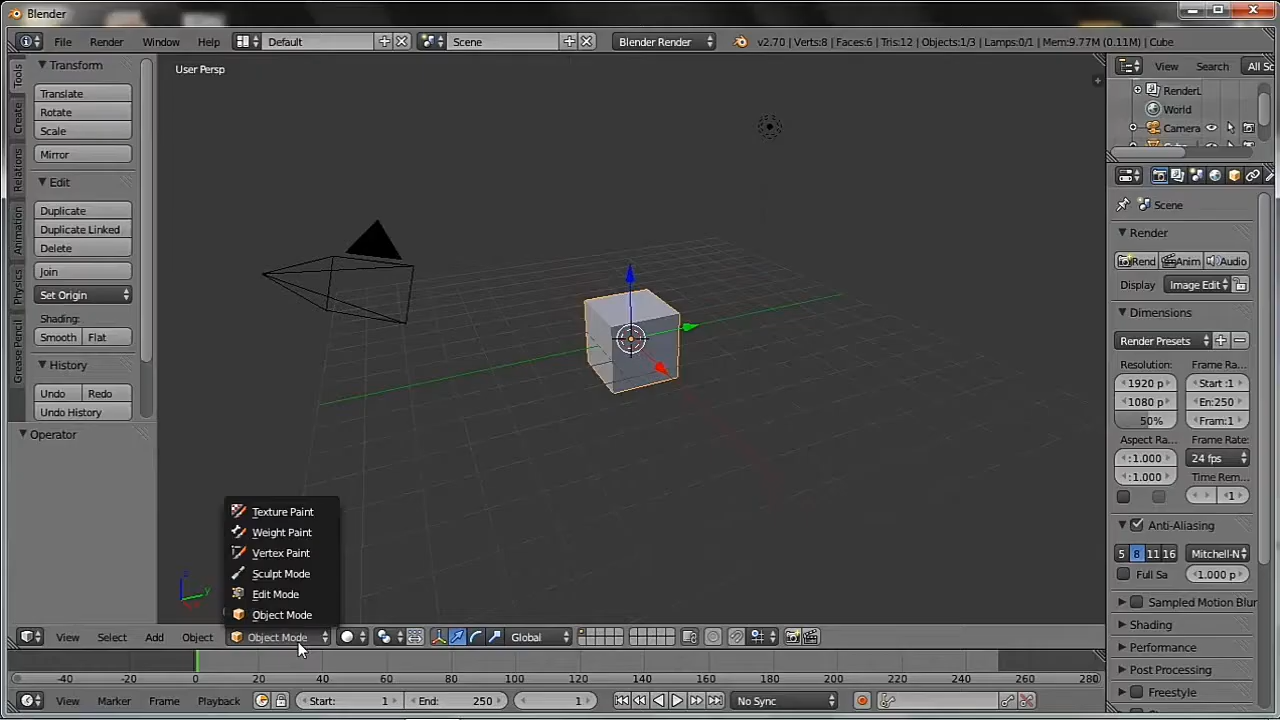 Blender
File Render Window Help Default Scene Blender Render v2.70 | Verts:8 | Faces:6 | Tris:12 | Objects:1/3 | Lamps:0/1 | Mem:9.77M (0.11M) | Cube
Tools
Create
Relations
Animation
Physics
Grease Pencil
Transform
Translate
Rotate
Scale
Mirror
Edit
Duplicate
Duplicate Linked
Delete
Join
Set Origin
Shading:
Smooth Flat
History
Undo Redo
Undo History
Operator
User Persp
z
y
Texture Paint
Weight Paint
Vertex Paint
Sculpt Mode
Edit Mode
Object Mode
View Select Add Object Object Mode Global
-40 -20 0 20 40 60 80 100 120 140 160 180 200 220 240 260 280
View Marker Frame Playback Start: 1 End: 250 1 No Sync
View Search All Sc
RenderL
World
Camera
Scene
Render
Rend Anim Audio
Display Image Edit
Dimensions
Render Presets
Resolution: Frame Ra...
1920 p Start :1
1080 p En:250
50% Fram:1
Aspect Ra... Frame Rate:
:1.000 24 fps
:1.000 Time Rem...
1
Anti-Aliasing
5 8 11 16 Mitchell-N
Full Sa 1.000 p
Sampled Motion Blur
Shading
Performance
Post Processing
Freestyle